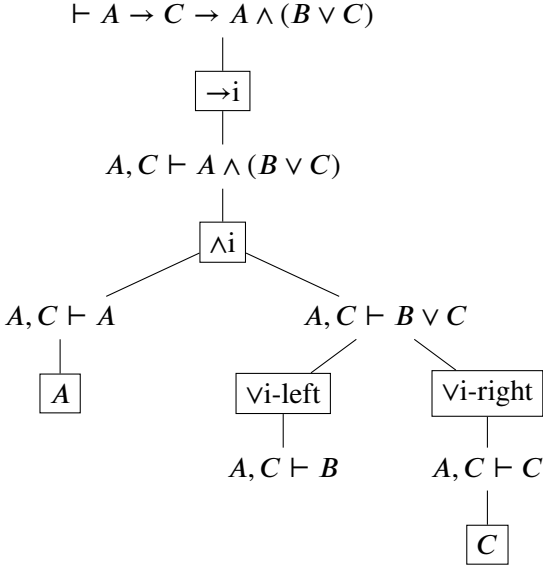 ⊢ A → C → A ∧ (B ∨ C)
→i
A, C ⊢ A ∧ (B ∨ C)
∧i
A, C ⊢ A
A, C ⊢ B ∨ C
A
∨i-left
∨i-right
A, C ⊢ B
A, C ⊢ C
C